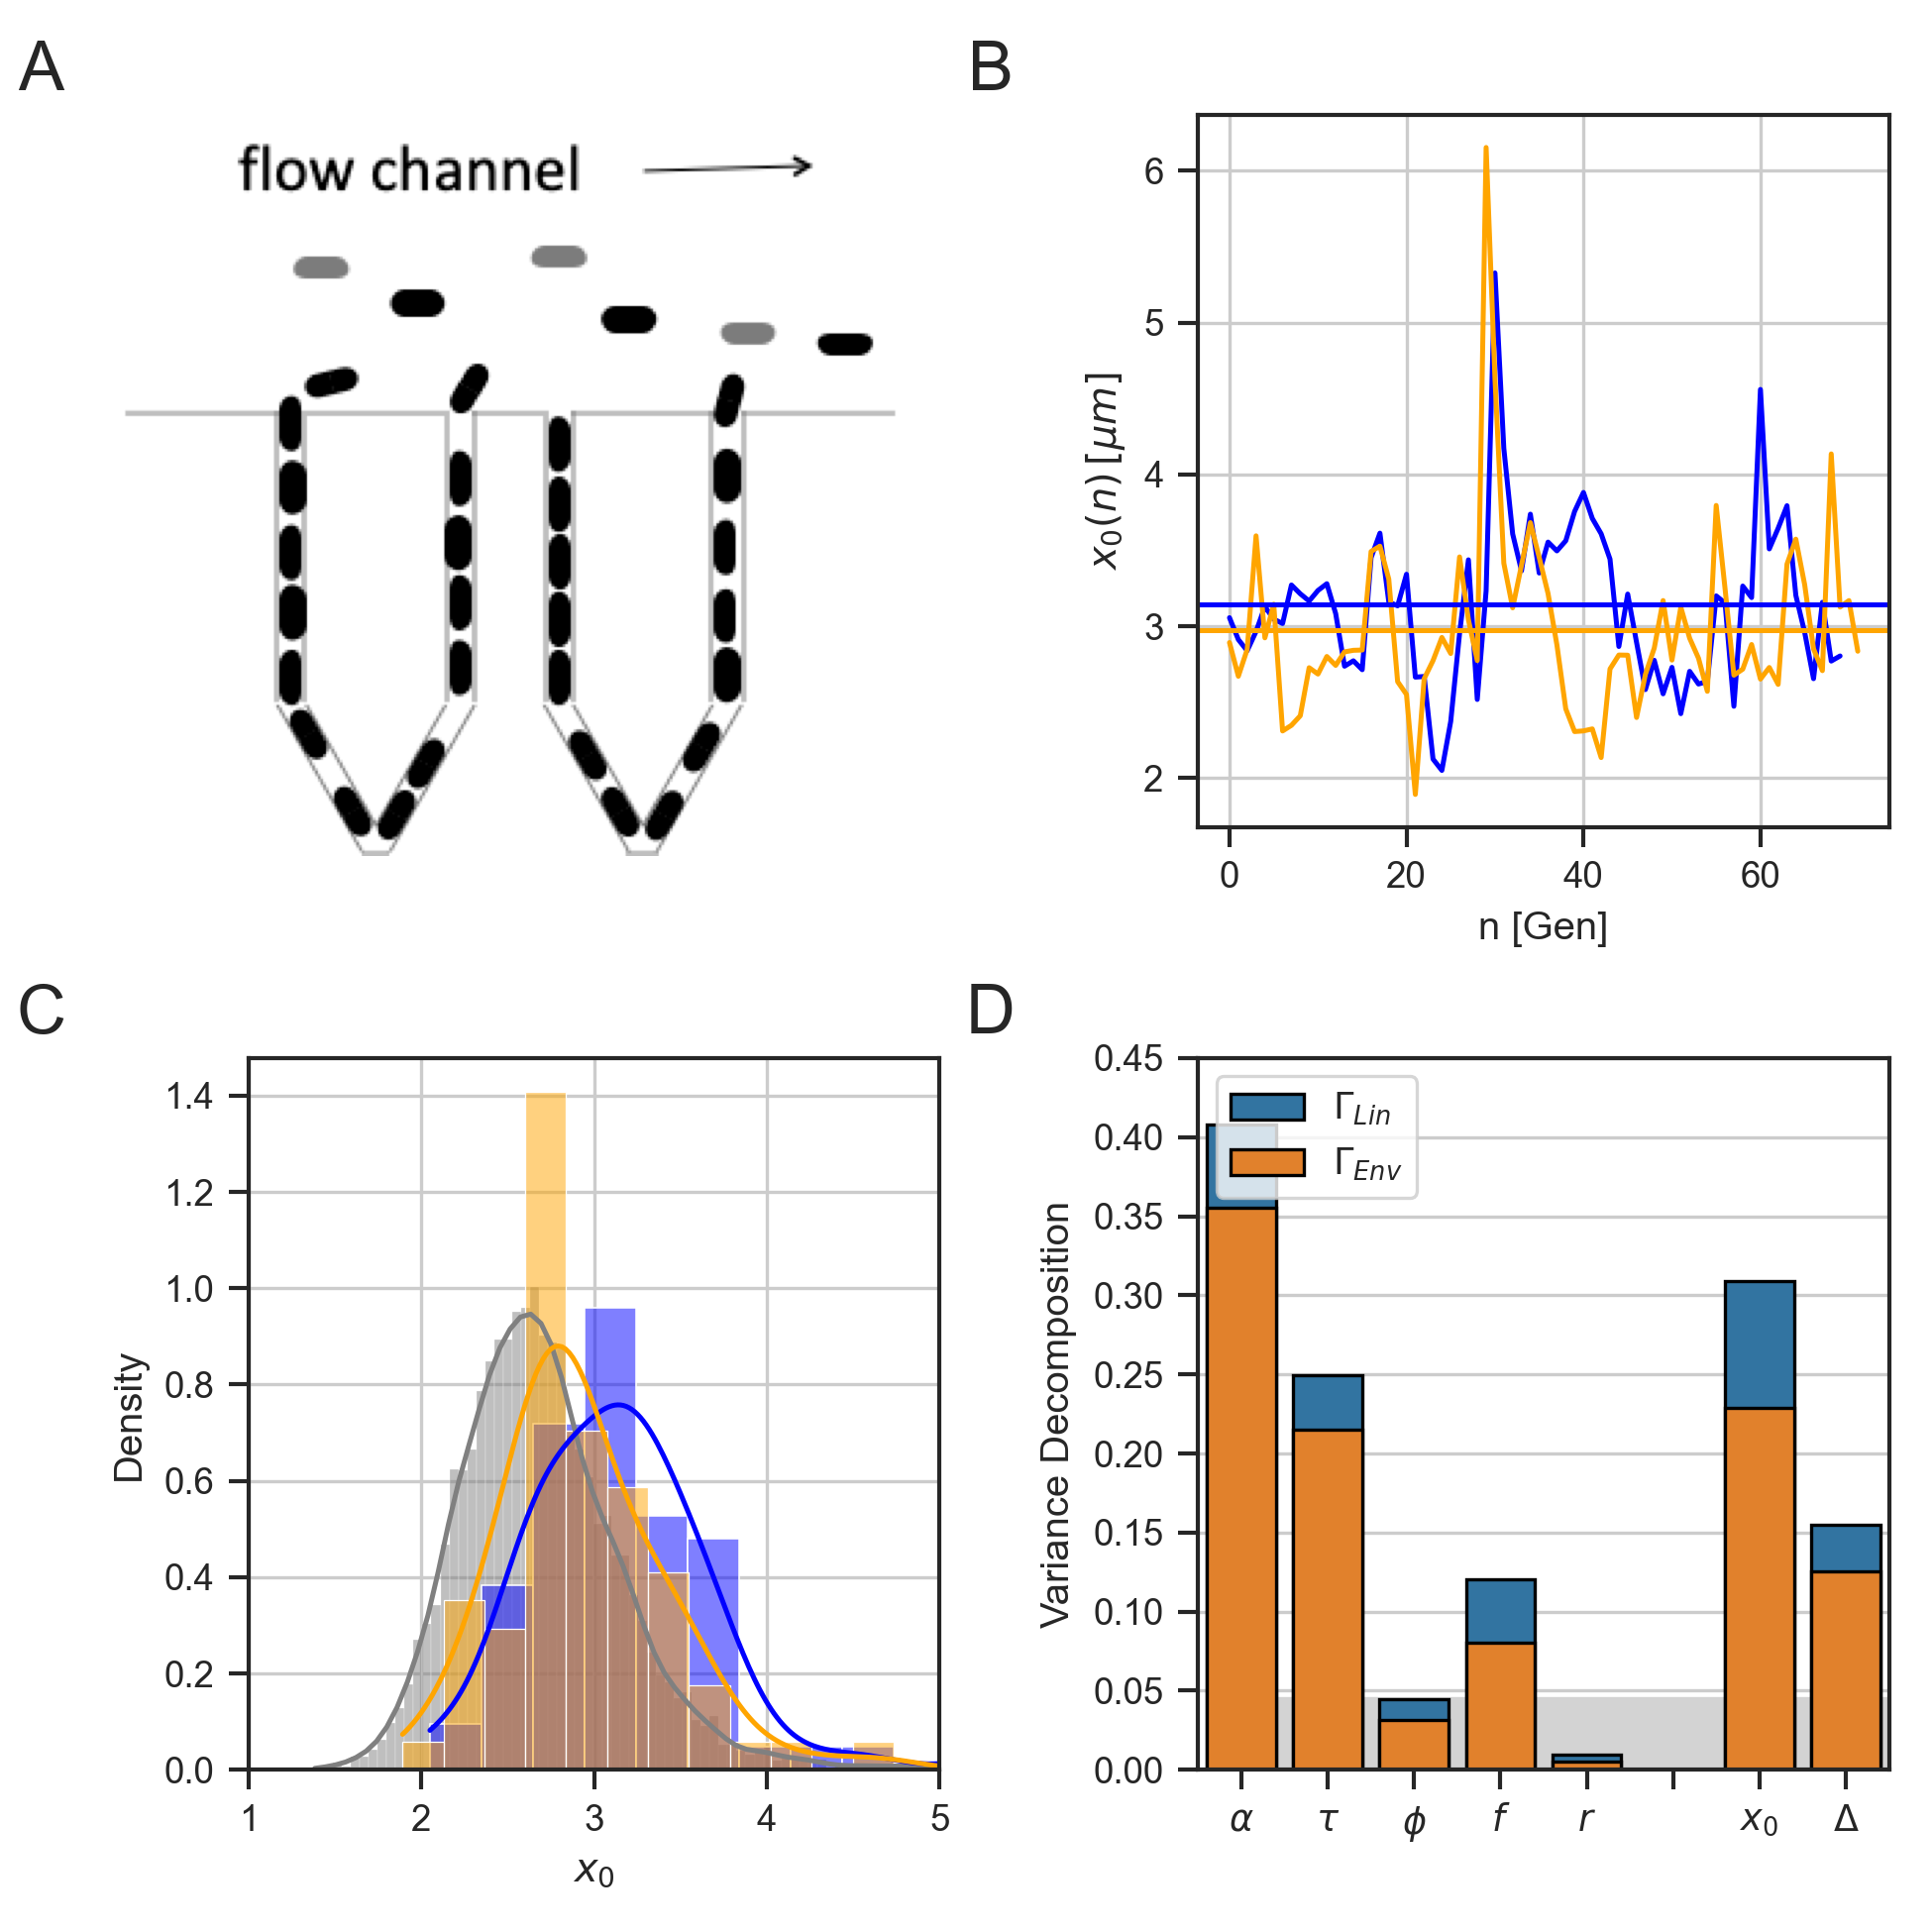 A
flow channel
B
x₀(n) [μm]
6
5
4
3
2
0 20 40 60
n [Gen]
C
Density
1.4
1.2
1.0
0.8
0.6
0.4
0.2
0.0
1 2 3 4 5
x₀
D
Variance Decomposition
0.45
0.40
0.35
0.30
0.25
0.20
0.15
0.10
0.05
0.00
Γ_Lin
Γ_Env
α τ ϕ f r x₀ Δ